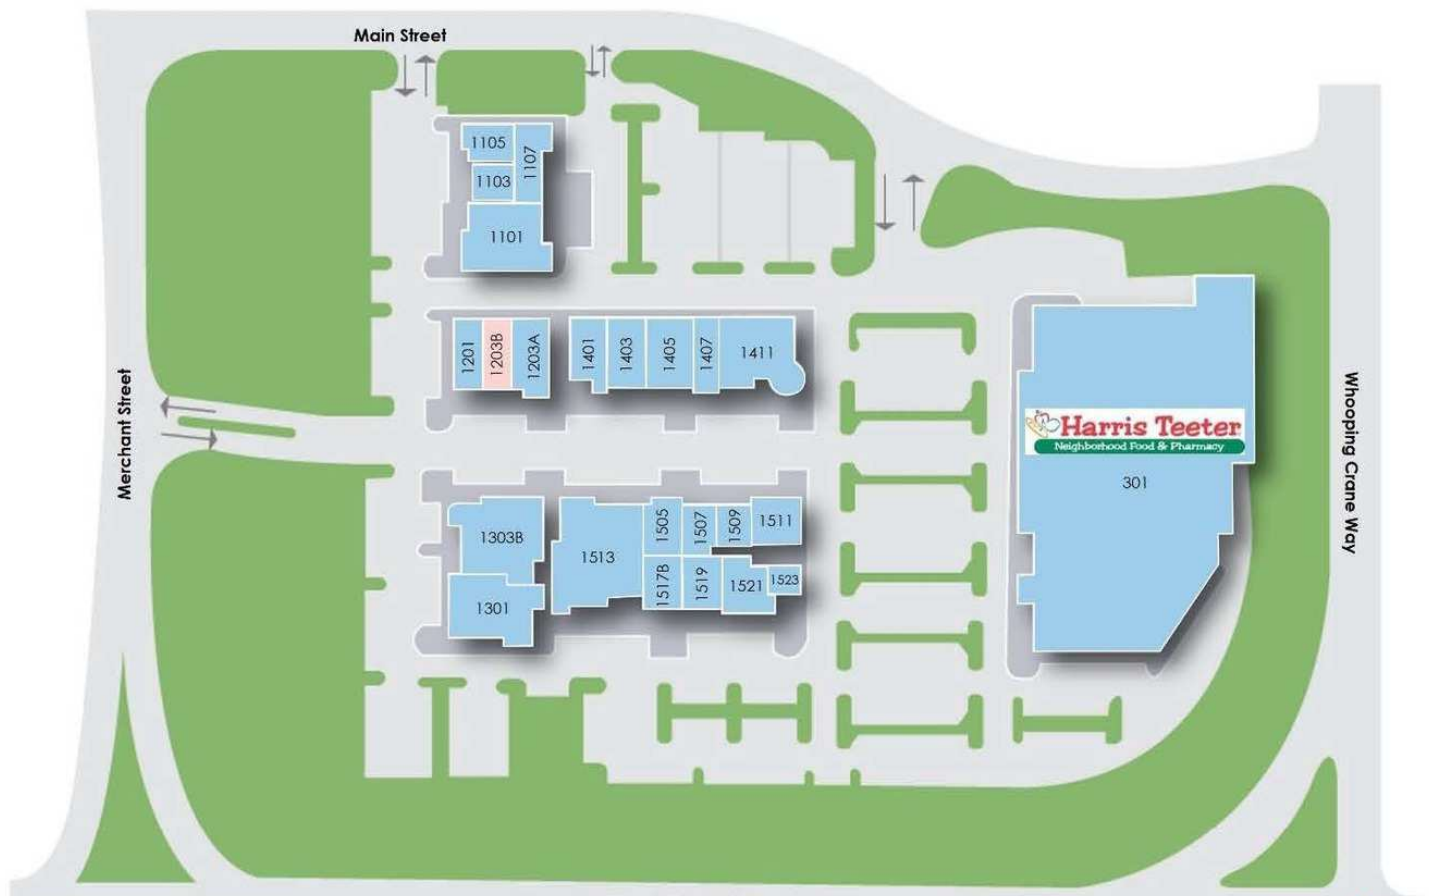 Main Street
1105
1107
1103
1101
1201
1203B
1203A
1401
1403
1405
1407
1411
Merchant Street
Harris Teeter
Neighborhood Food & Pharmacy
301
Whooping Crane Way
1303B
1301
1513
1505
1507
1509
1511
1517B
1519
1521
1523